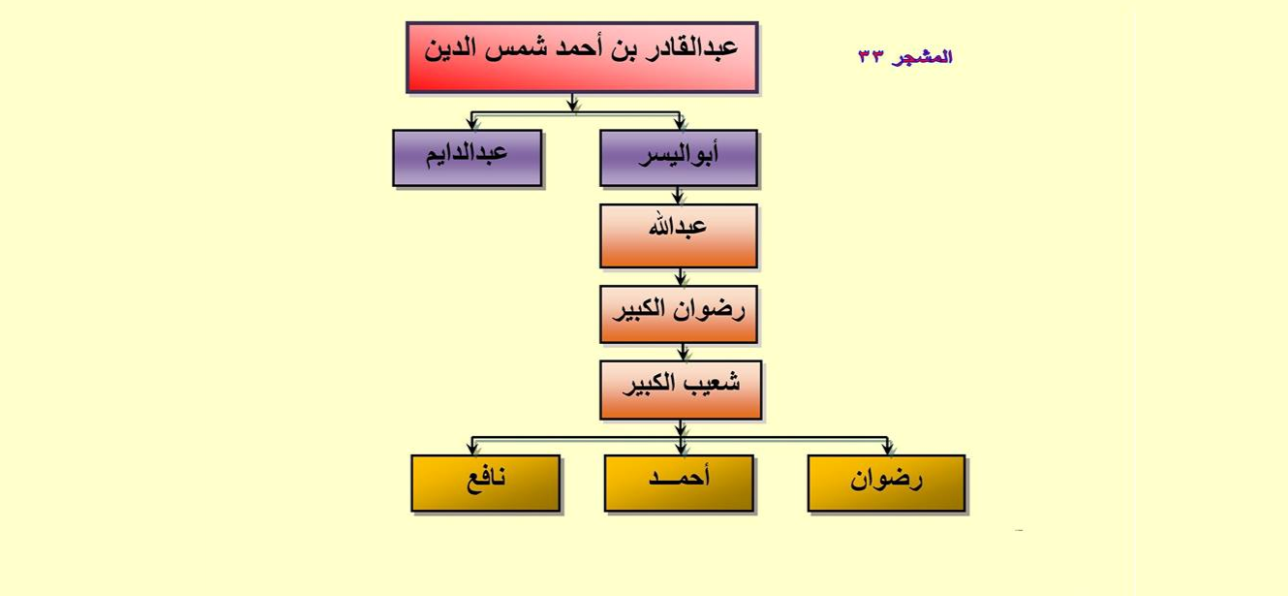 المشجر ٣٣
عبدالقادر بن أحمد شمس الدين
أبواليسر
عبدالدايم
عبدالله
رضوان الكبير
شعيب الكبير
رضوان
أحمـــد
نافع